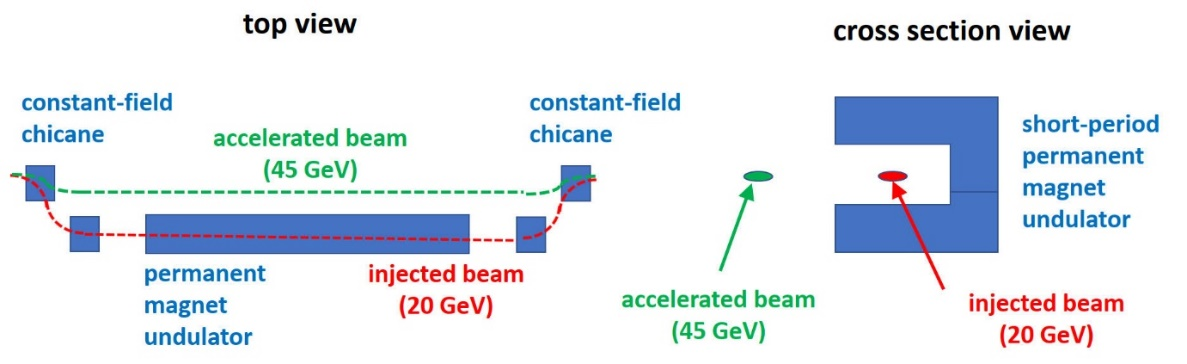 top view
cross section view
constant-field
chicane
accelerated beam
(45 GeV)
constant-field
chicane
permanent
magnet
undulator
injected beam
(20 GeV)
short-period
permanent
magnet
undulator
accelerated beam
(45 GeV)
injected beam
(20 GeV)